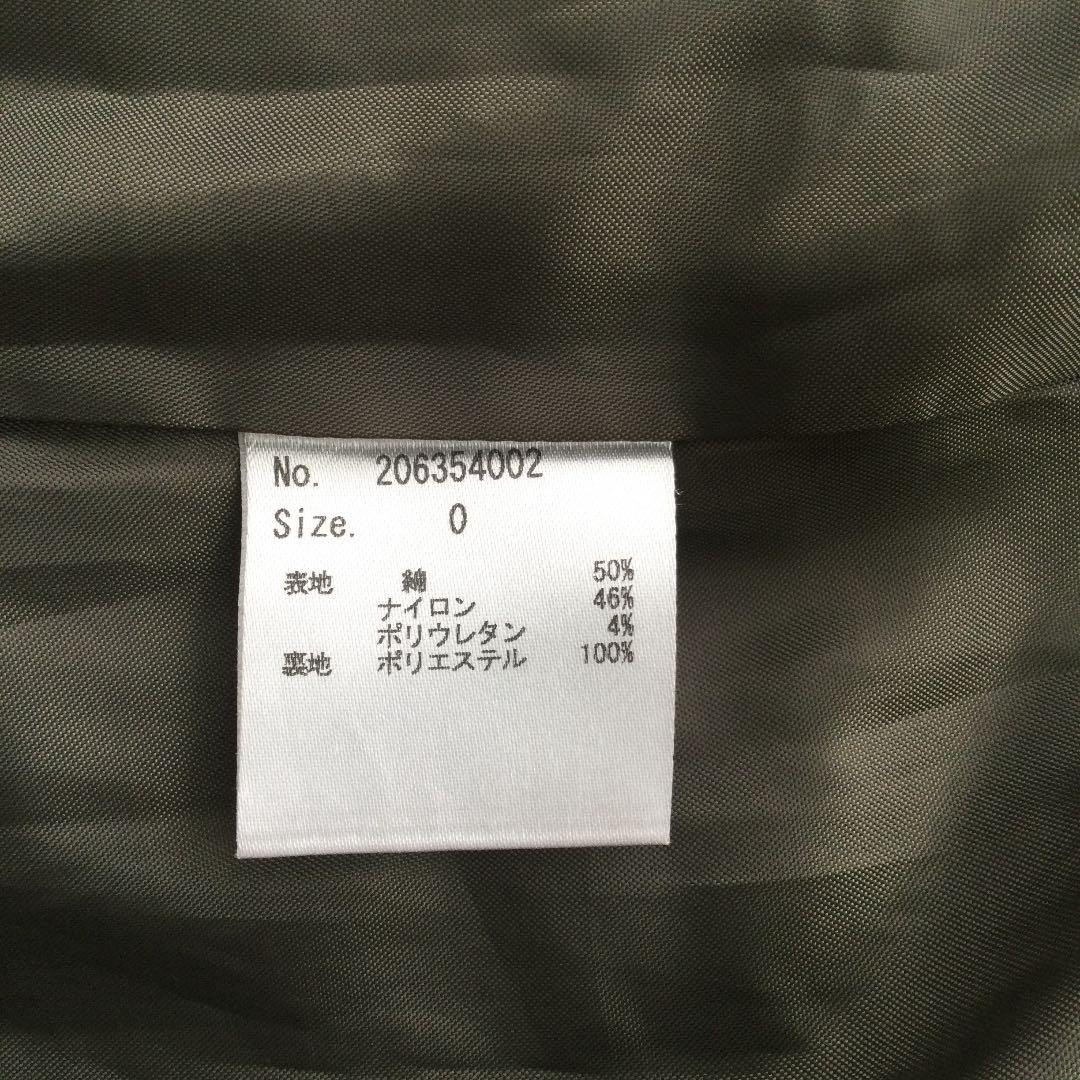 No. 206354002
Size. 0
表地 綿 50%
ナイロン 46%
ポリウレタン 4%
裏地 ポリエステル 100%